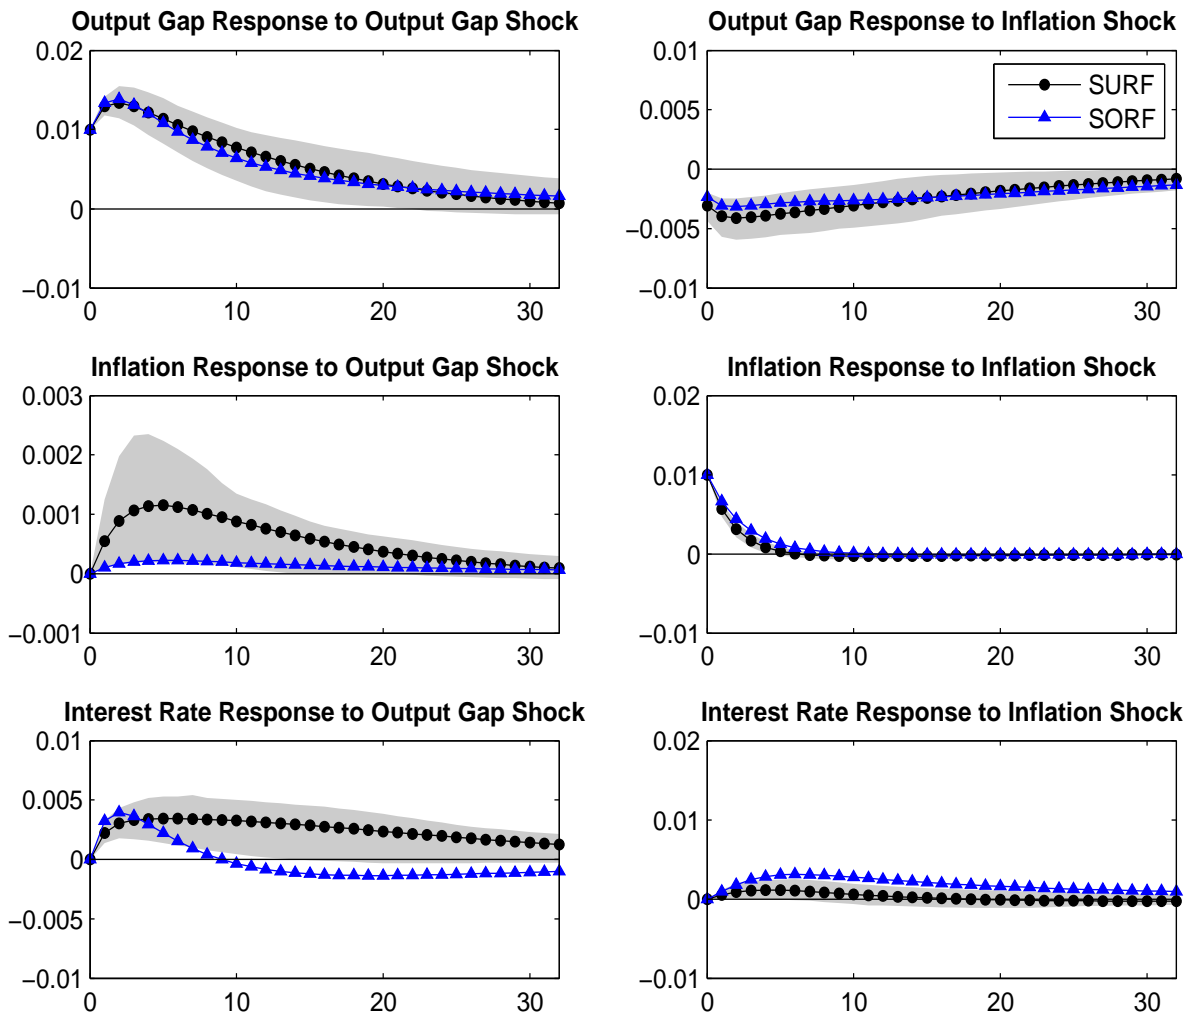 Output Gap Response to Output Gap Shock
0.02
0.01
0
−0.01
0 10 20 30
Output Gap Response to Inflation Shock
0.01
0.005
0
−0.005
−0.01
0 10 20 30
SURF
SORF
Inflation Response to Output Gap Shock
0.003
0.002
0.001
0
−0.001
0 10 20 30
Inflation Response to Inflation Shock
0.02
0.01
0
−0.01
0 10 20 30
Interest Rate Response to Output Gap Shock
0.01
0.005
0
−0.005
−0.01
0 10 20 30
Interest Rate Response to Inflation Shock
0.02
0.01
0
−0.01
0 10 20 30